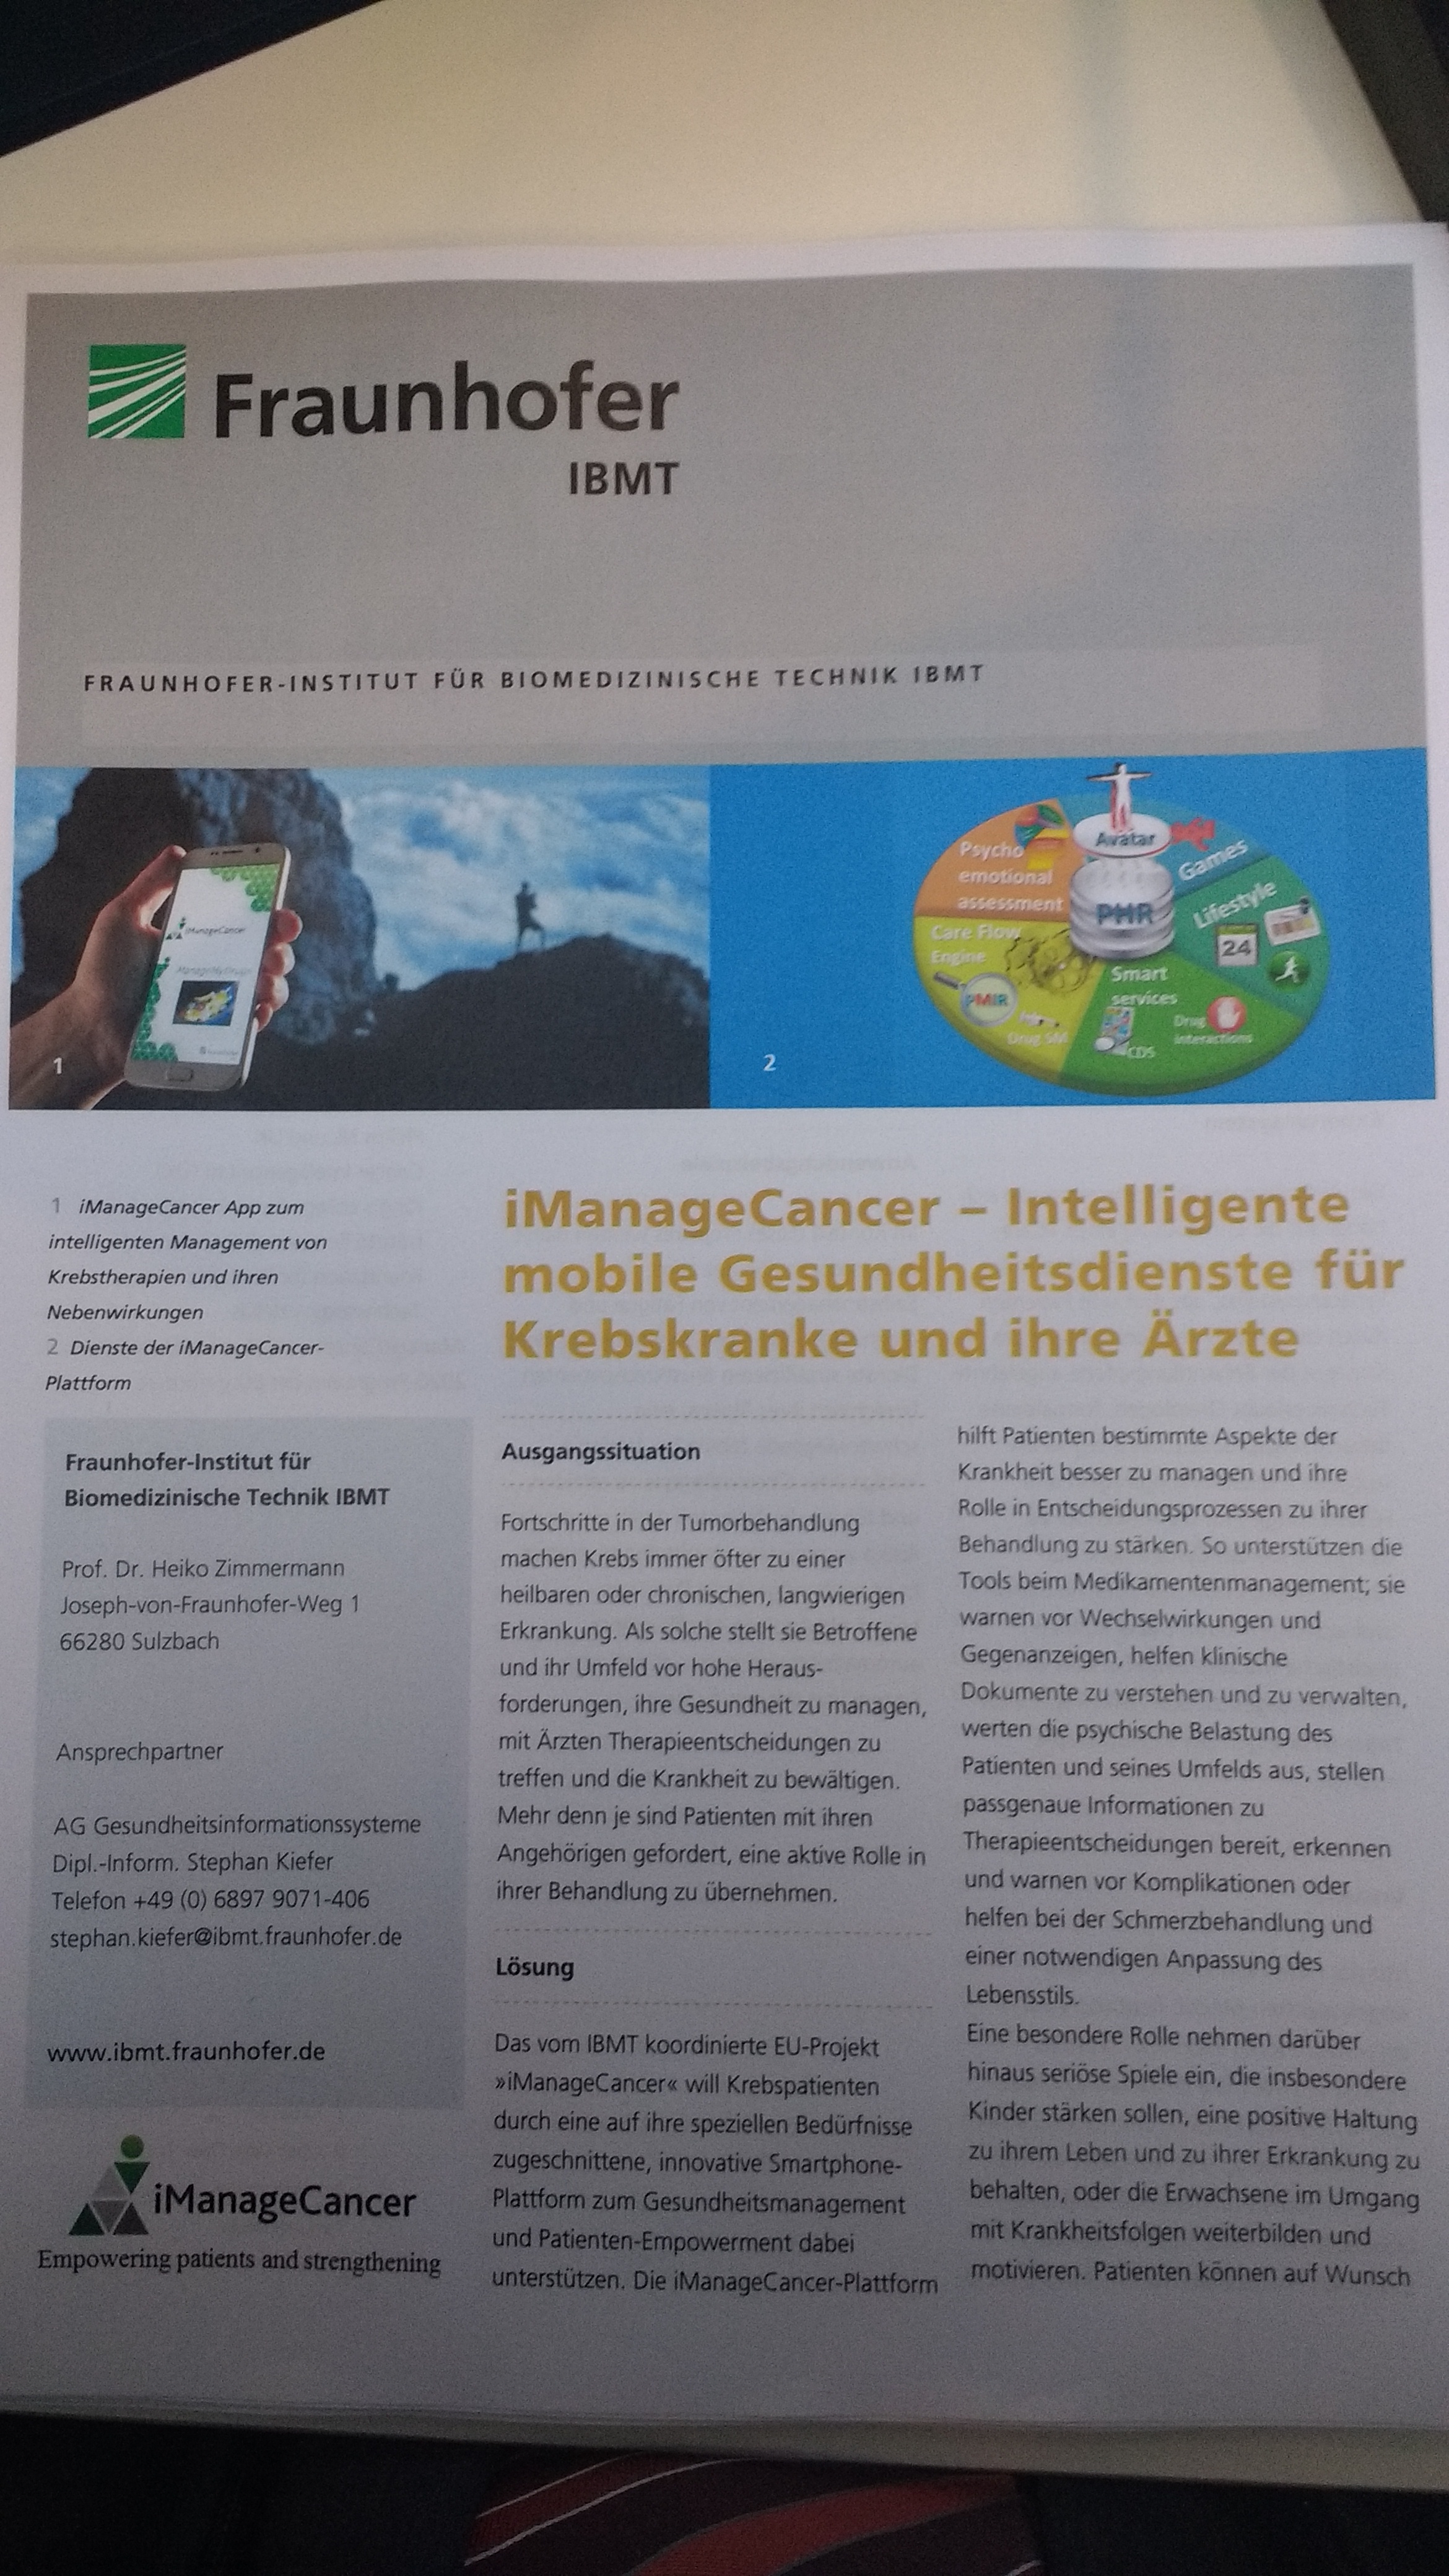 Fraunhofer
IBMT
FRAUNHOFER-INSTITUT FÜR BIOMEDIZINISCHE TECHNIK IBMT
iManageCancer
1
2
Avatar
PHR
Psycho
emotional
assessment
Games
Lifestyle
24
Care Flow
Engine
PMIR
Smart
services
CDS
Drug
interactions
1 iManageCancer App zum
intelligenten Management von
Krebstherapien und ihren
Nebenwirkungen
2 Dienste der iManageCancer-
Plattform
Fraunhofer-Institut für
Biomedizinische Technik IBMT
Prof. Dr. Heiko Zimmermann
Joseph-von-Fraunhofer-Weg 1
66280 Sulzbach
Ansprechpartner
AG Gesundheitsinformationssysteme
Dipl.-Inform. Stephan Kiefer
Telefon +49 (0) 6897 9071-406
stephan.kiefer@ibmt.fraunhofer.de
www.ibmt.fraunhofer.de
iManageCancer
Empowering patients and strengthening
iManageCancer – Intelligente
mobile Gesundheitsdienste für
Krebskranke und ihre Ärzte
Ausgangssituation
Fortschritte in der Tumorbehandlung
machen Krebs immer öfter zu einer
heilbaren oder chronischen, langwierigen
Erkrankung. Als solche stellt sie Betroffene
und ihr Umfeld vor hohe Heraus-
forderungen, ihre Gesundheit zu managen,
mit Ärzten Therapieentscheidungen zu
treffen und die Krankheit zu bewältigen.
Mehr denn je sind Patienten mit ihren
Angehörigen gefordert, eine aktive Rolle in
ihrer Behandlung zu übernehmen.
Lösung
Das vom IBMT koordinierte EU-Projekt
»iManageCancer« will Krebspatienten
durch eine auf ihre speziellen Bedürfnisse
zugeschnittene, innovative Smartphone-
Plattform zum Gesundheitsmanagement
und Patienten-Empowerment dabei
unterstützen. Die iManageCancer-Plattform
hilft Patienten bestimmte Aspekte der
Krankheit besser zu managen und ihre
Rolle in Entscheidungsprozessen zu ihrer
Behandlung zu stärken. So unterstützen die
Tools beim Medikamentenmanagement; sie
warnen vor Wechselwirkungen und
Gegenanzeigen, helfen klinische
Dokumente zu verstehen und zu verwalten,
werten die psychische Belastung des
Patienten und seines Umfelds aus, stellen
passgenaue Informationen zu
Therapieentscheidungen bereit, erkennen
und warnen vor Komplikationen oder
helfen bei der Schmerzbehandlung und
einer notwendigen Anpassung des
Lebensstils.
Eine besondere Rolle nehmen darüber
hinaus seriöse Spiele ein, die insbesondere
Kinder stärken sollen, eine positive Haltung
zu ihrem Leben und zu ihrer Erkrankung zu
behalten, oder die Erwachsene im Umgang
mit Krankheitsfolgen weiterbilden und
motivieren. Patienten können auf Wunsch